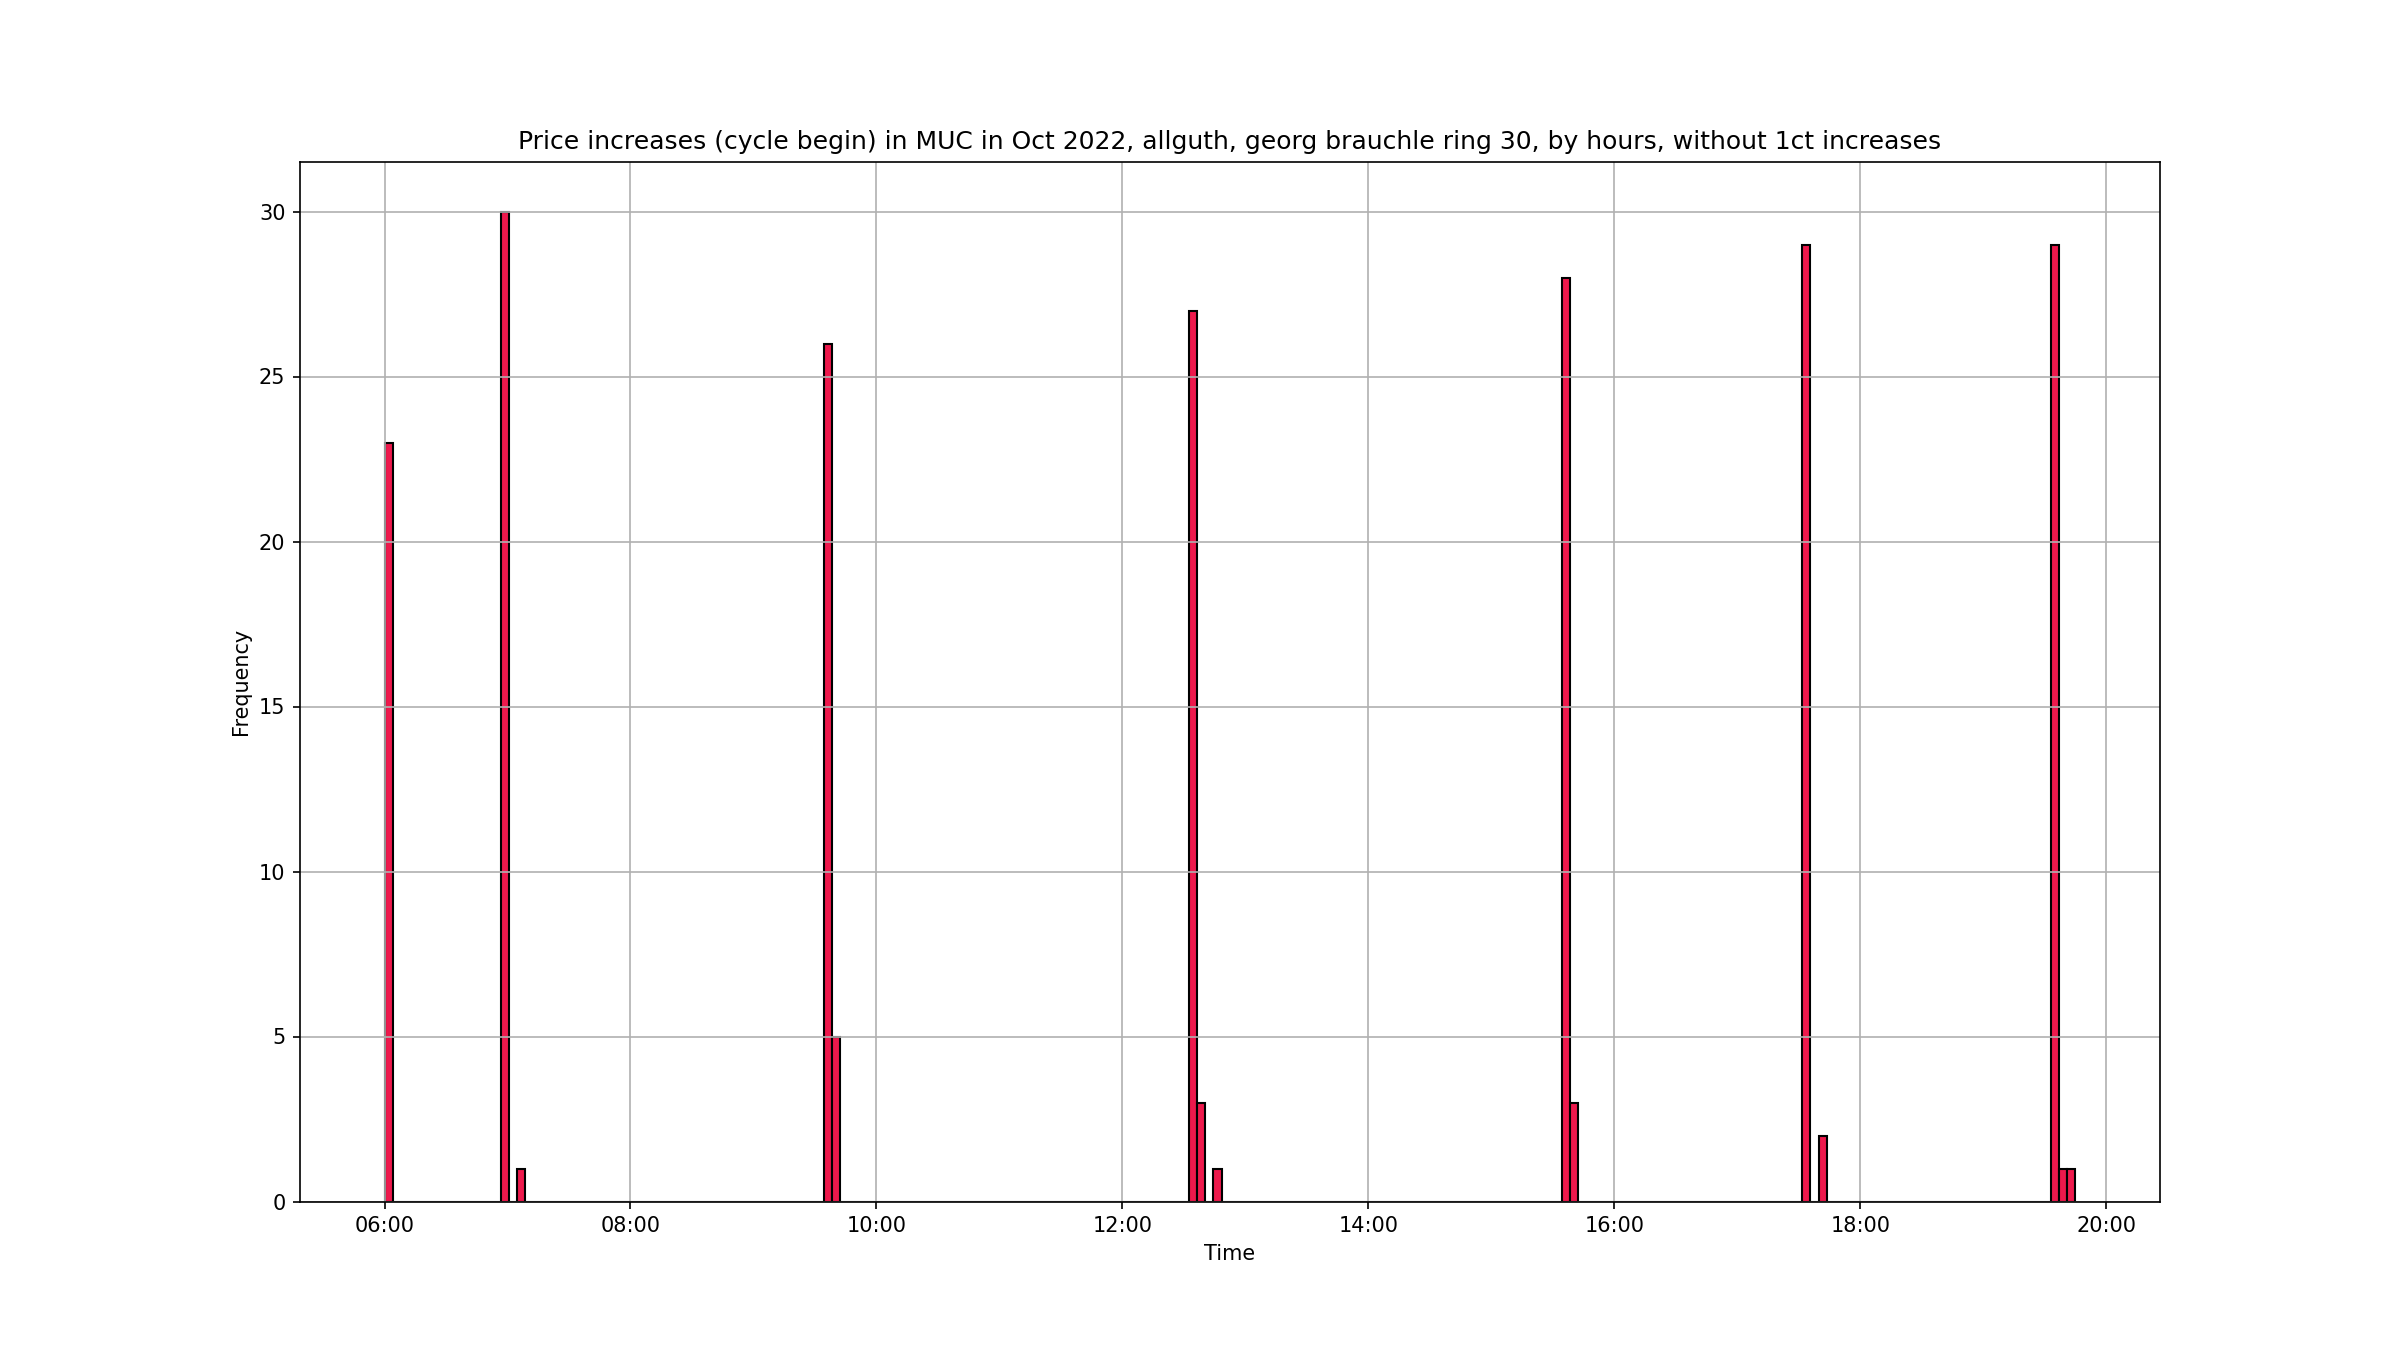 Price increases (cycle begin) in MUC in Oct 2022, allguth, georg brauchle ring 30, by hours, without 1ct increases
30
25
20
15
10
5
0
Frequency
06:00 08:00 10:00 12:00 14:00 16:00 18:00 20:00
Time